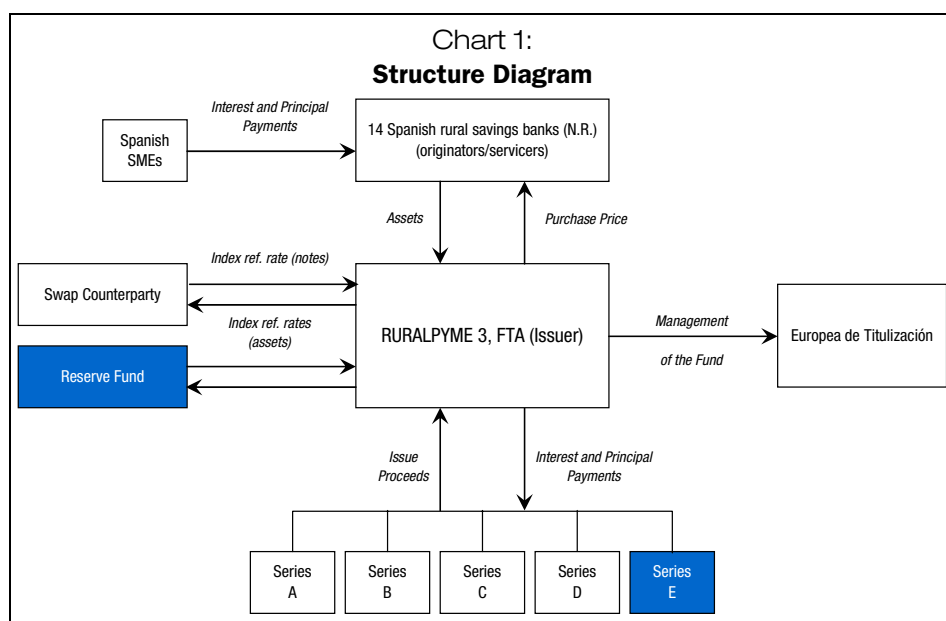 Chart 1:
Structure Diagram
Interest and Principal
Payments
Spanish
SMEs
14 Spanish rural savings banks (N.R.)
(originators/servicers)
Assets
Purchase Price
Index ref. rate (notes)
Swap Counterparty
Index ref. rates
(assets)
Reserve Fund
RURALPYME 3, FTA (Issuer)
Management
of the Fund
Europea de Titulización
Issue
Proceeds
Interest and Principal
Payments
Series
A
Series
B
Series
C
Series
D
Series
E